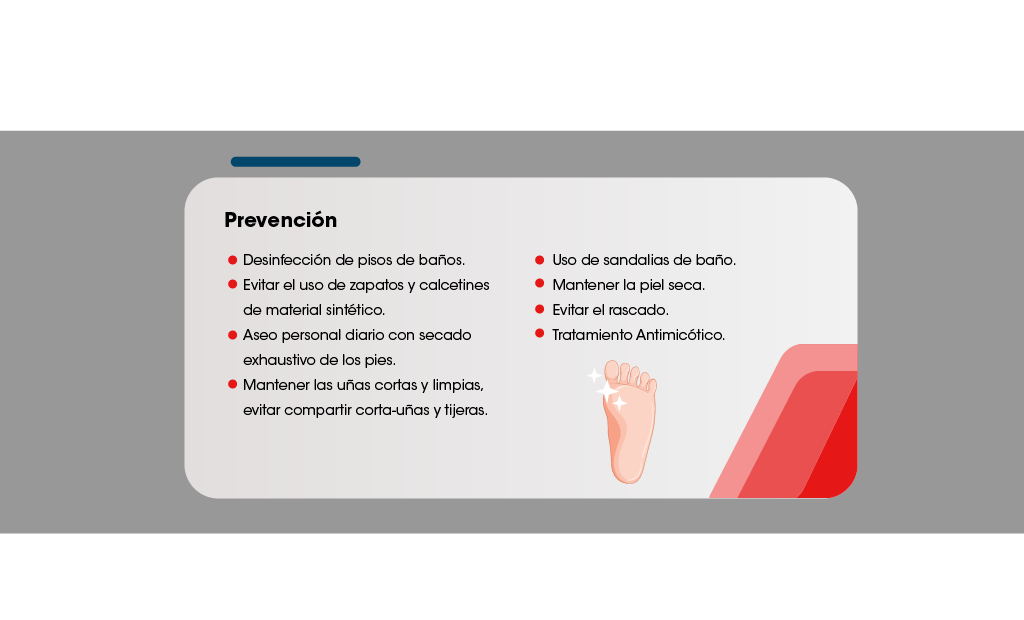 Prevención
Desinfección de pisos de baños.
Evitar el uso de zapatos y calcetines
de material sintético.
Aseo personal diario con secado
exhaustivo de los pies.
Mantener las uñas cortas y limpias,
evitar compartir corta-uñas y tijeras.
Uso de sandalias de baño.
Mantener la piel seca.
Evitar el rascado.
Tratamiento Antimicótico.